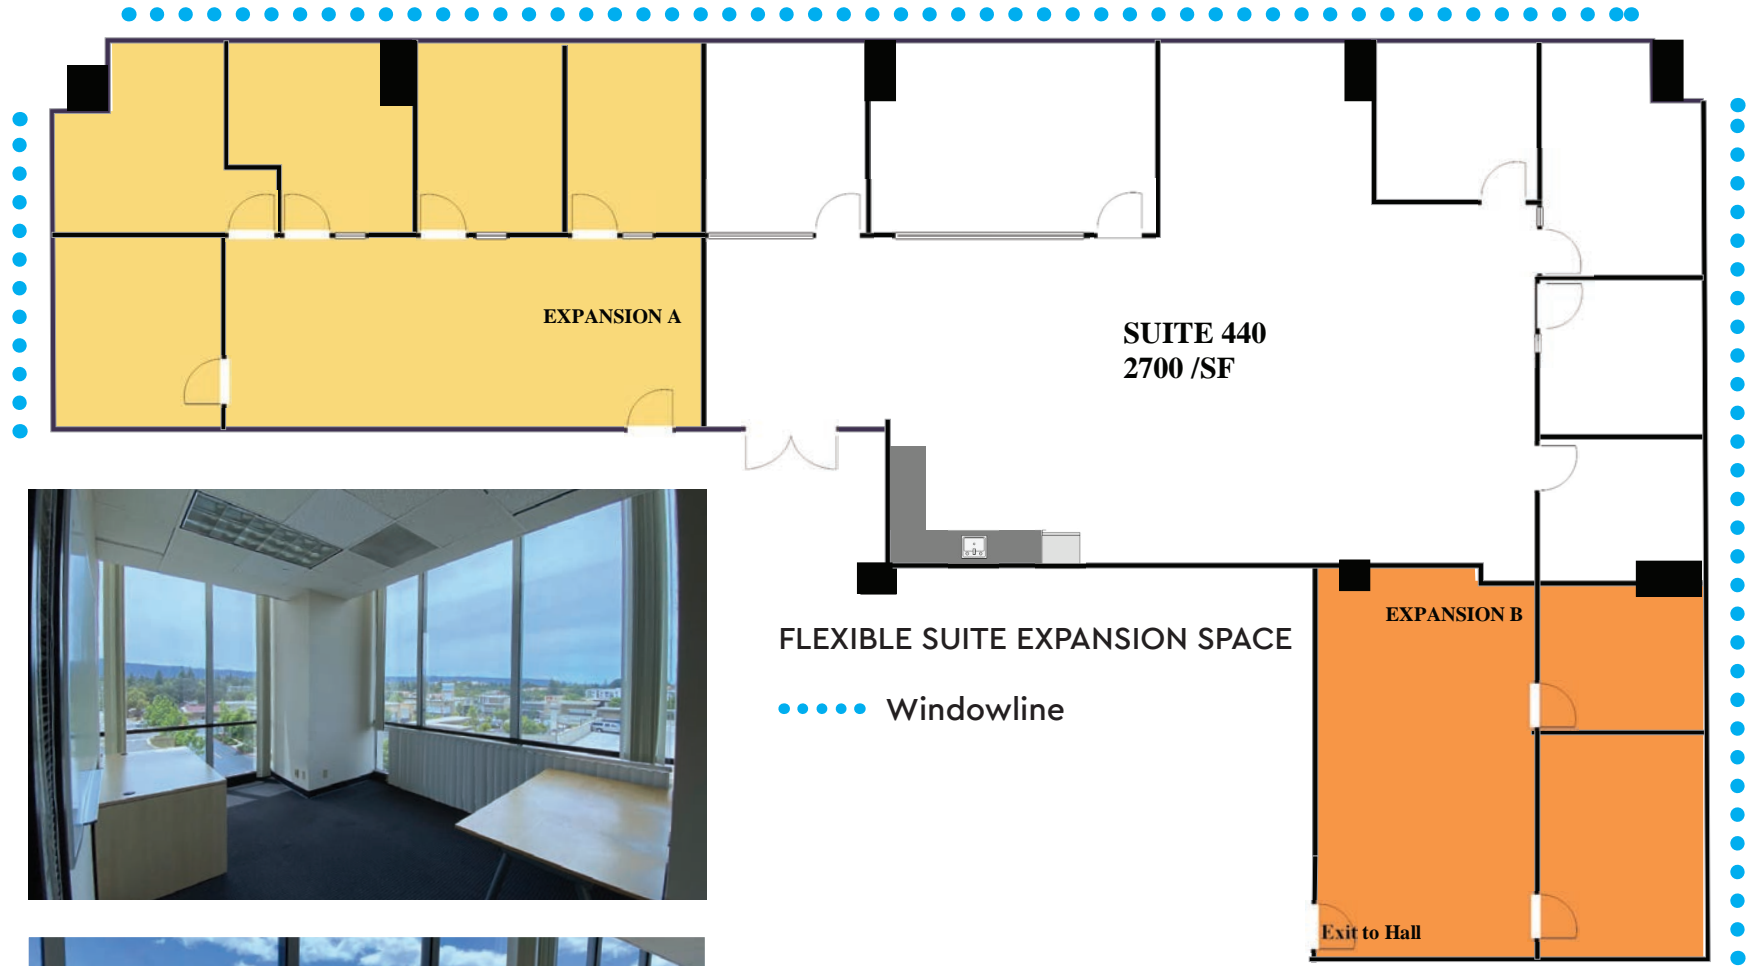 EXPANSION A
SUITE 440
2700 /SF
EXPANSION B
FLEXIBLE SUITE EXPANSION SPACE
Windowline
Exit to Hall